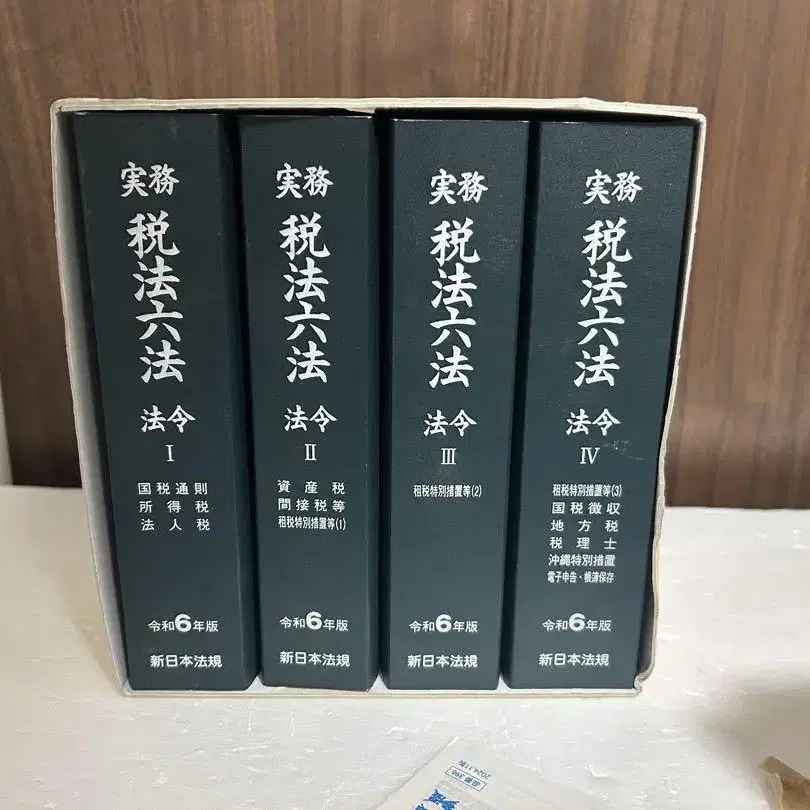 実務
税法六法
法令
I
国税通則
所得税
法人税
令和6年版
新日本法規
実務
税法六法
法令
II
資産税
間接税等
租税特別措置等(1)
令和6年版
新日本法規
実務
税法六法
法令
III
租税特別措置等(2)
令和6年版
新日本法規
実務
税法六法
法令
IV
租税特別措置等(3)
国税徴収
地方税
税理士
沖縄特別措置
電子申告・帳簿保存
令和6年版
新日本法規